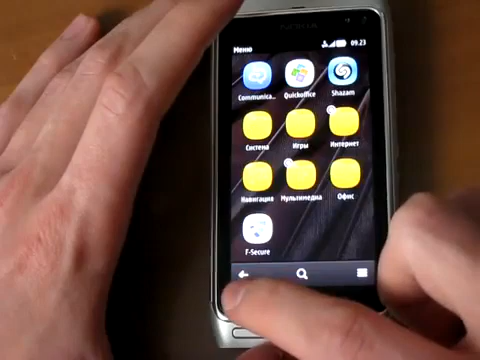 NOKIA
Меню 09.23
Communica.. Quickoffice Shazam
Система Игры Интернет
Навигация Мультимедиа Офис
F-Secure